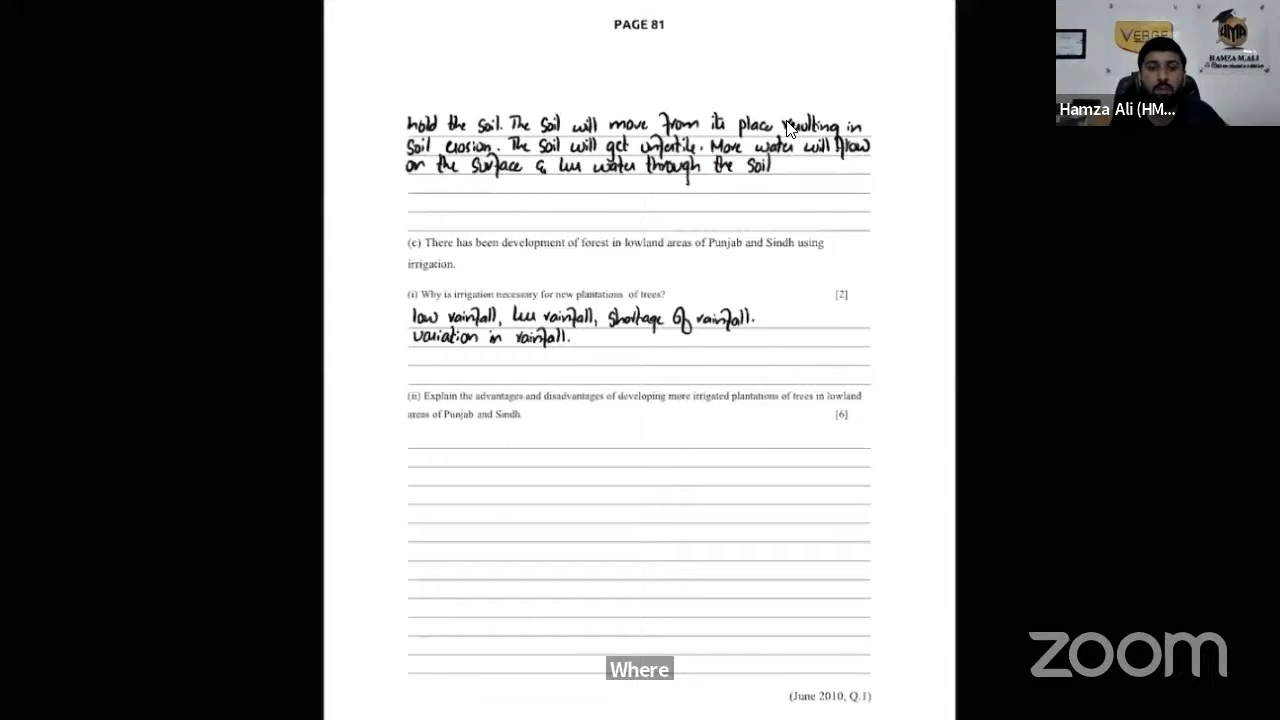 PAGE 81
VERGE
HAMZA M.ALI
Hamza Ali (HM...
hold the soil. The soil will move from its place resulting in
soil erosion. The soil will get infertile. More water will flow
on the surface & less water through the soil
(c) There has been development of forest in lowland areas of Punjab and Sindh using
irrigation.
(i) Why is irrigation necessary for new plantations of trees? [2]
low rainfall, less rainfall, shortage of rainfall.
variation in rainfall.
(ii) Explain the advantages and disadvantages of developing more irrigated plantations of trees in lowland
areas of Punjab and Sindh. [6]
Where
zoom
(June 2010, Q.1)